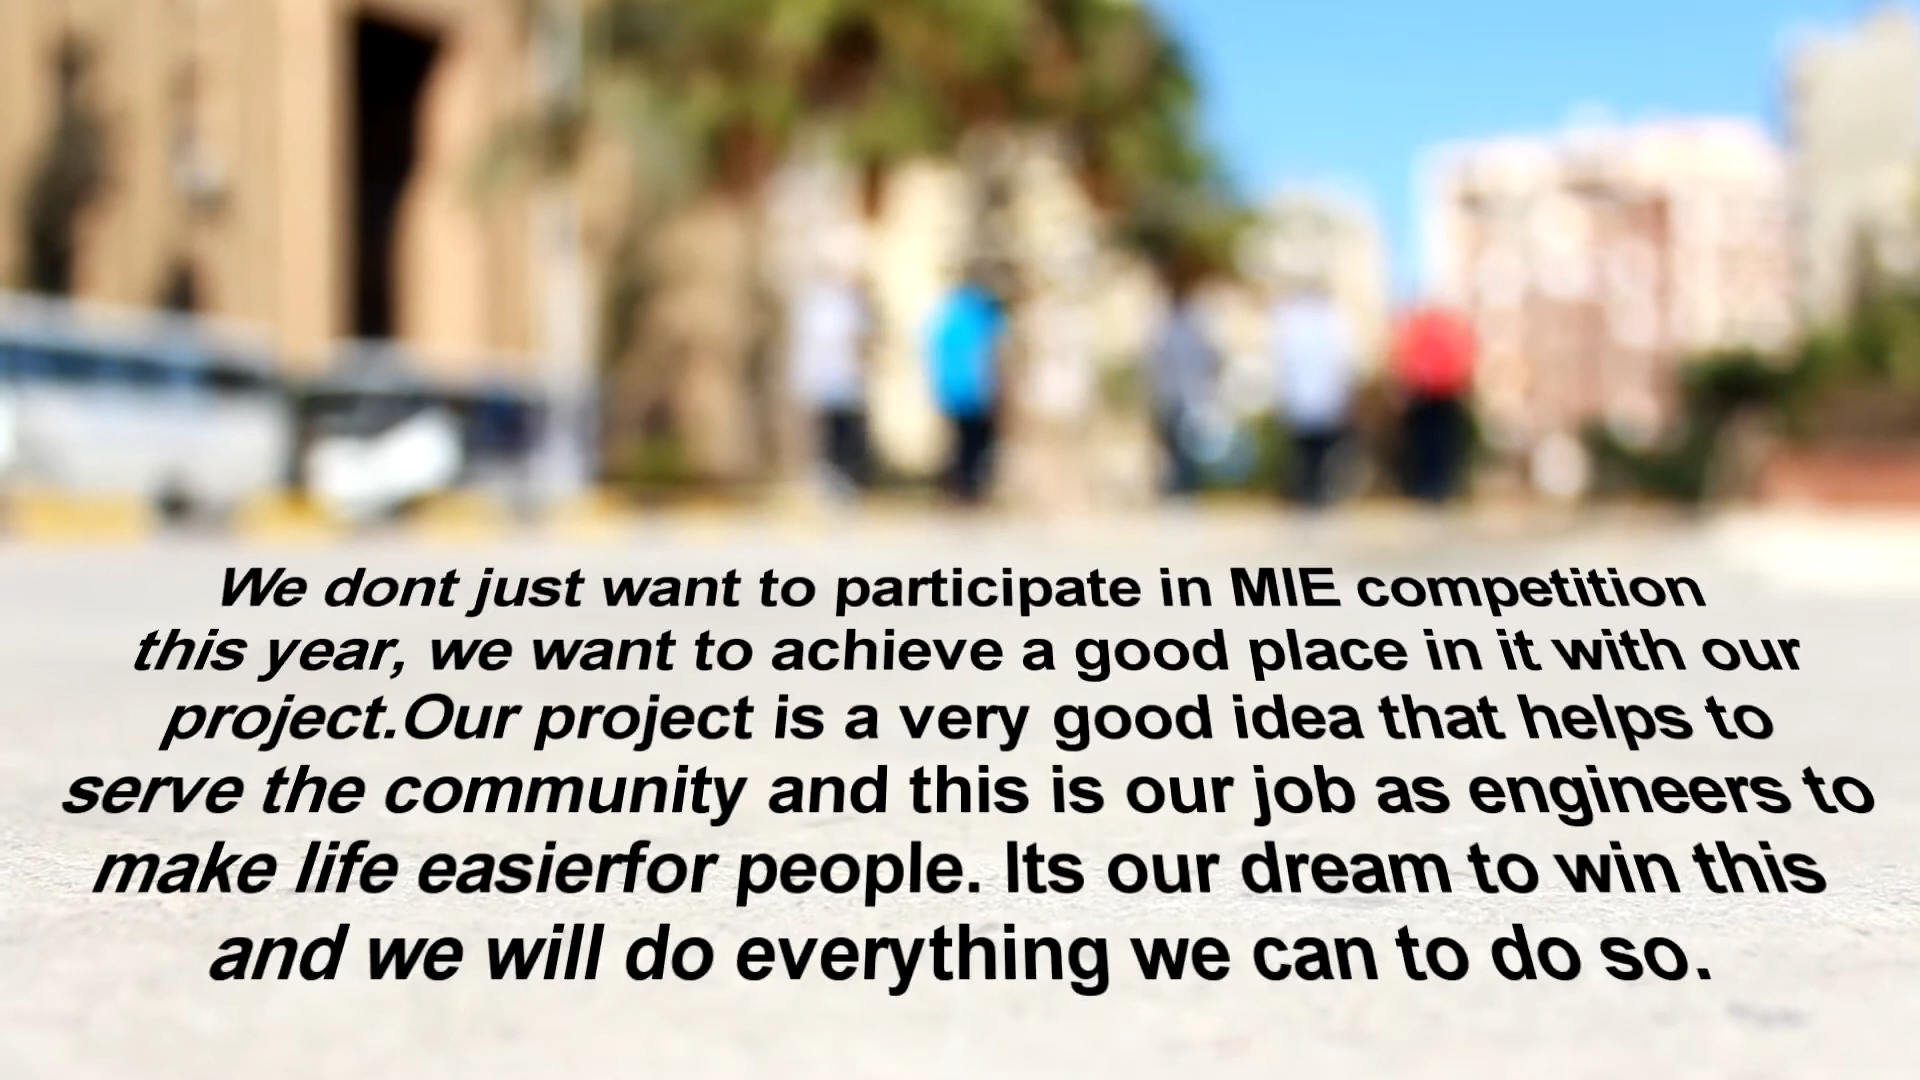 We dont just want to participate in MIE competition
this year, we want to achieve a good place in it with our
project.Our project is a very good idea that helps to
serve the community and this is our job as engineers to
make life easierfor people. Its our dream to win this
and we will do everything we can to do so.